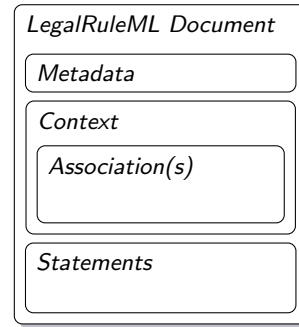 LegalRuleML Document
Metadata
Context
Association(s)
Statements